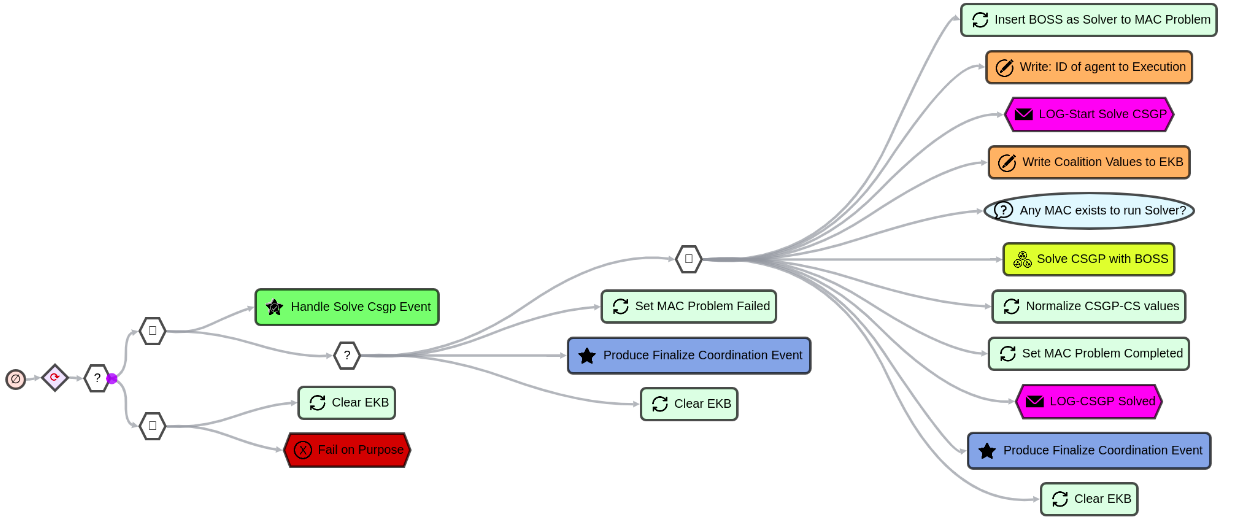 Insert BOSS as Solver to MAC Problem
Write: ID of agent to Execution
LOG-Start Solve CSGP
Write Coalition Values to EKB
? Any MAC exists to run Solver?
Solve CSGP with BOSS
Handle Solve Csgp Event
Set MAC Problem Failed
Normalize CSGP-CS values
?
Produce Finalize Coordination Event
Set MAC Problem Completed
∅
?
Clear EKB
Clear EKB
LOG-CSGP Solved
Fail on Purpose
Produce Finalize Coordination Event
Clear EKB